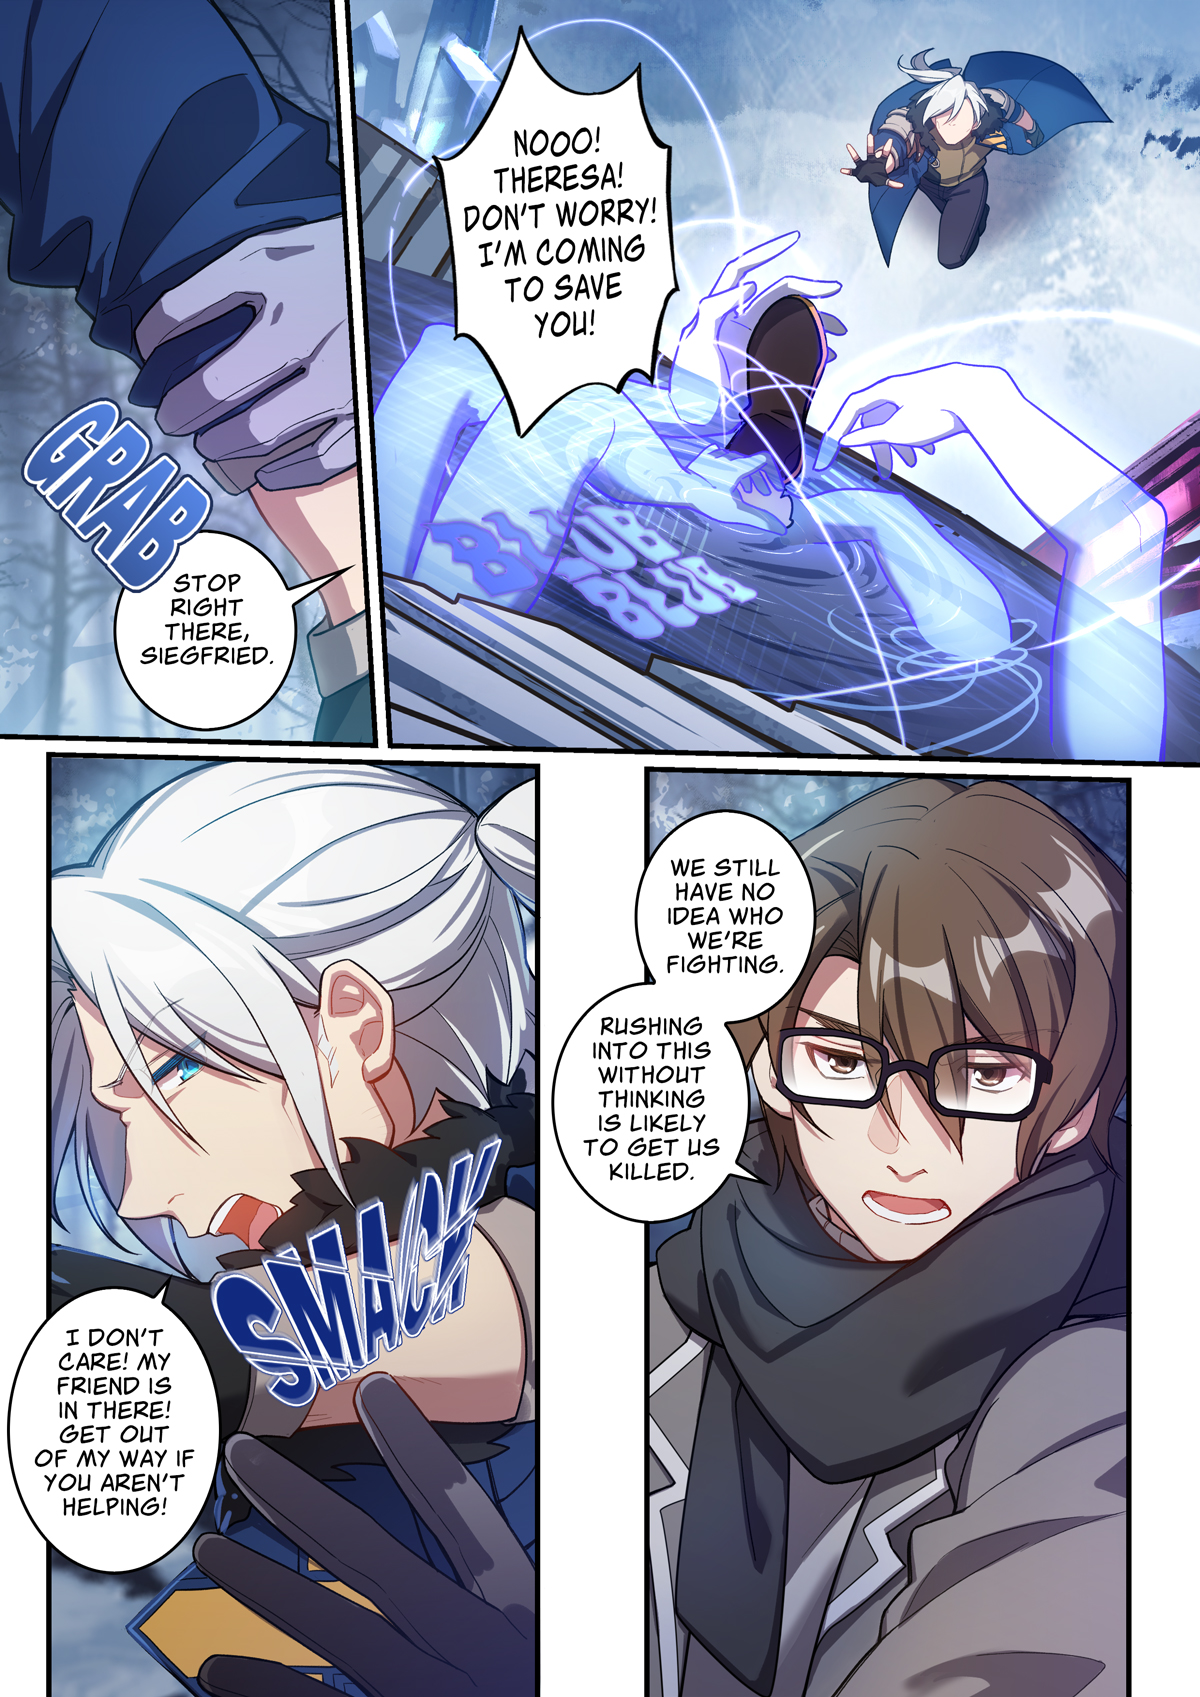 NOOO!
THERESA!
DON'T WORRY!
I'M COMING
TO SAVE
YOU!
BLUB
BLUB
GRAB
STOP
RIGHT
THERE,
SIEGFRIED.
WE STILL
HAVE NO
IDEA WHO
WE'RE
FIGHTING.
RUSHING
INTO THIS
WITHOUT
THINKING
IS LIKELY
TO GET US
KILLED.
SMACK
I DON'T
CARE! MY
FRIEND IS
IN THERE!
GET OUT
OF MY WAY IF
YOU AREN'T
HELPING!